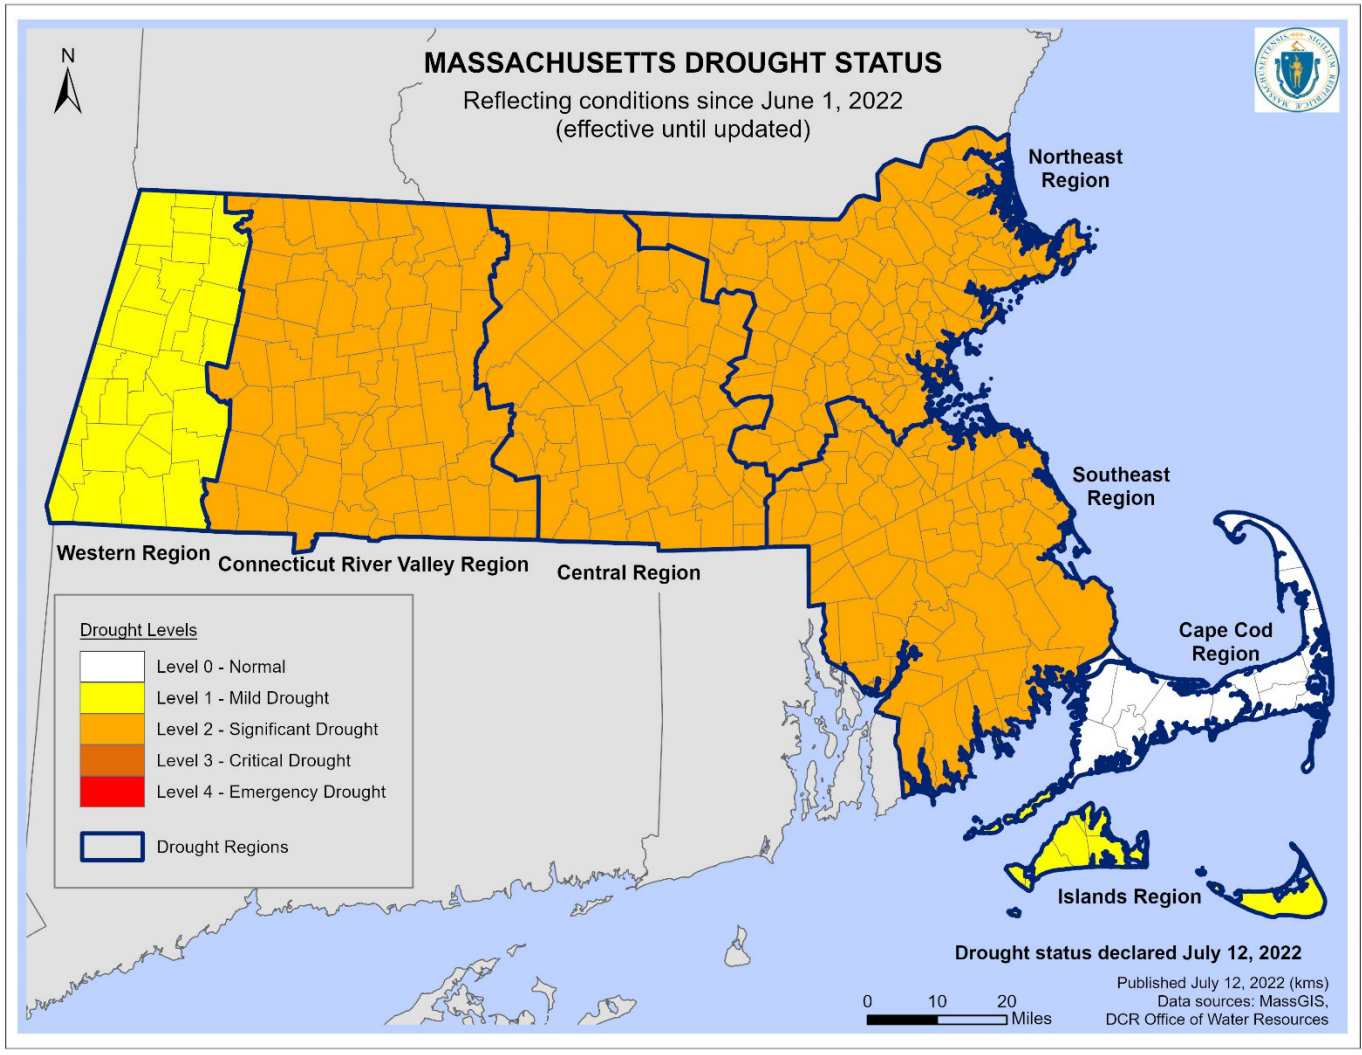 MASSACHUSETTS DROUGHT STATUS
Reflecting conditions since June 1, 2022
(effective until updated)
N
Northeast
Region
Southeast
Region
Western Region
Connecticut River Valley Region
Central Region
Cape Cod
Region
Drought Levels
Level 0 - Normal
Level 1 - Mild Drought
Level 2 - Significant Drought
Level 3 - Critical Drought
Level 4 - Emergency Drought
Drought Regions
Islands Region
Drought status declared July 12, 2022
Published July 12, 2022 (kms)
Data sources: MassGIS,
DCR Office of Water Resources
0 10 20
Miles